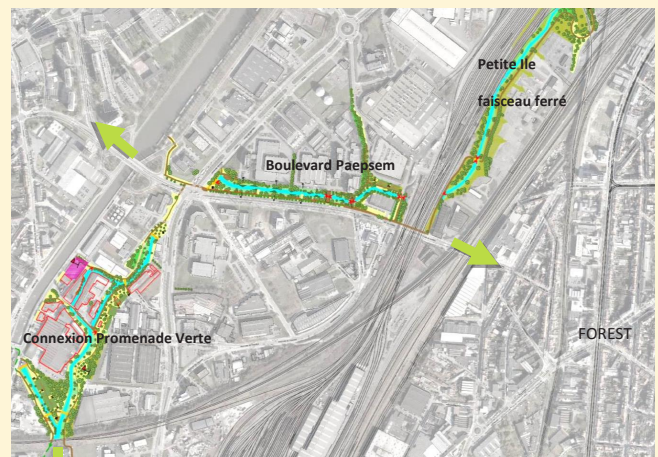 Petite Ile
faisceau ferré
Boulevard Paepsem
Connexion Promenade Verte
FOREST